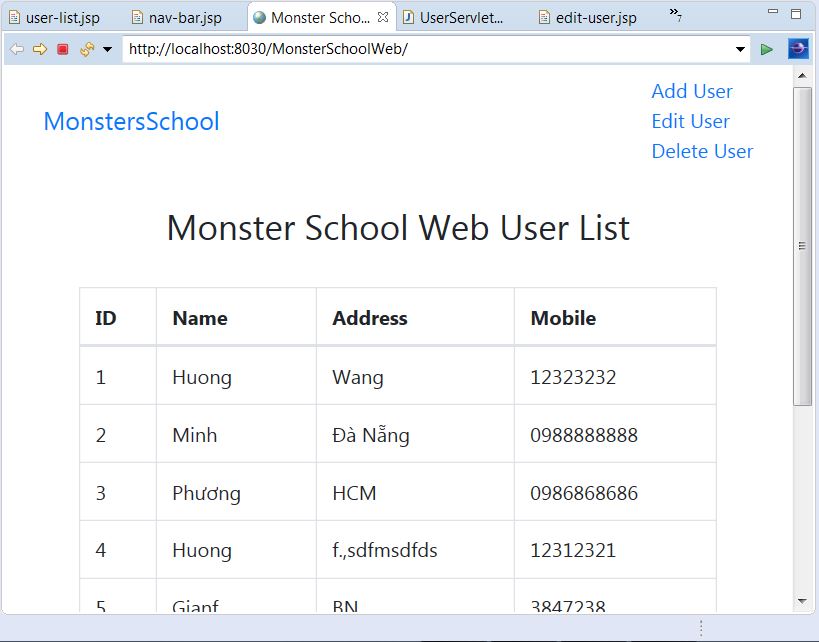 user-list.jsp nav-bar.jsp Monster Scho... UserServlet... edit-user.jsp »7
http://localhost:8030/MonsterSchoolWeb/
MonstersSchool
Add User
Edit User
Delete User
Monster School Web User List
ID Name Address Mobile
1 Huong Wang 12323232
2 Minh Đà Nẵng 0988888888
3 Phương HCM 0986868686
4 Huong f.,sdfmsdfds 12312321
5 Gianf BN 3847238